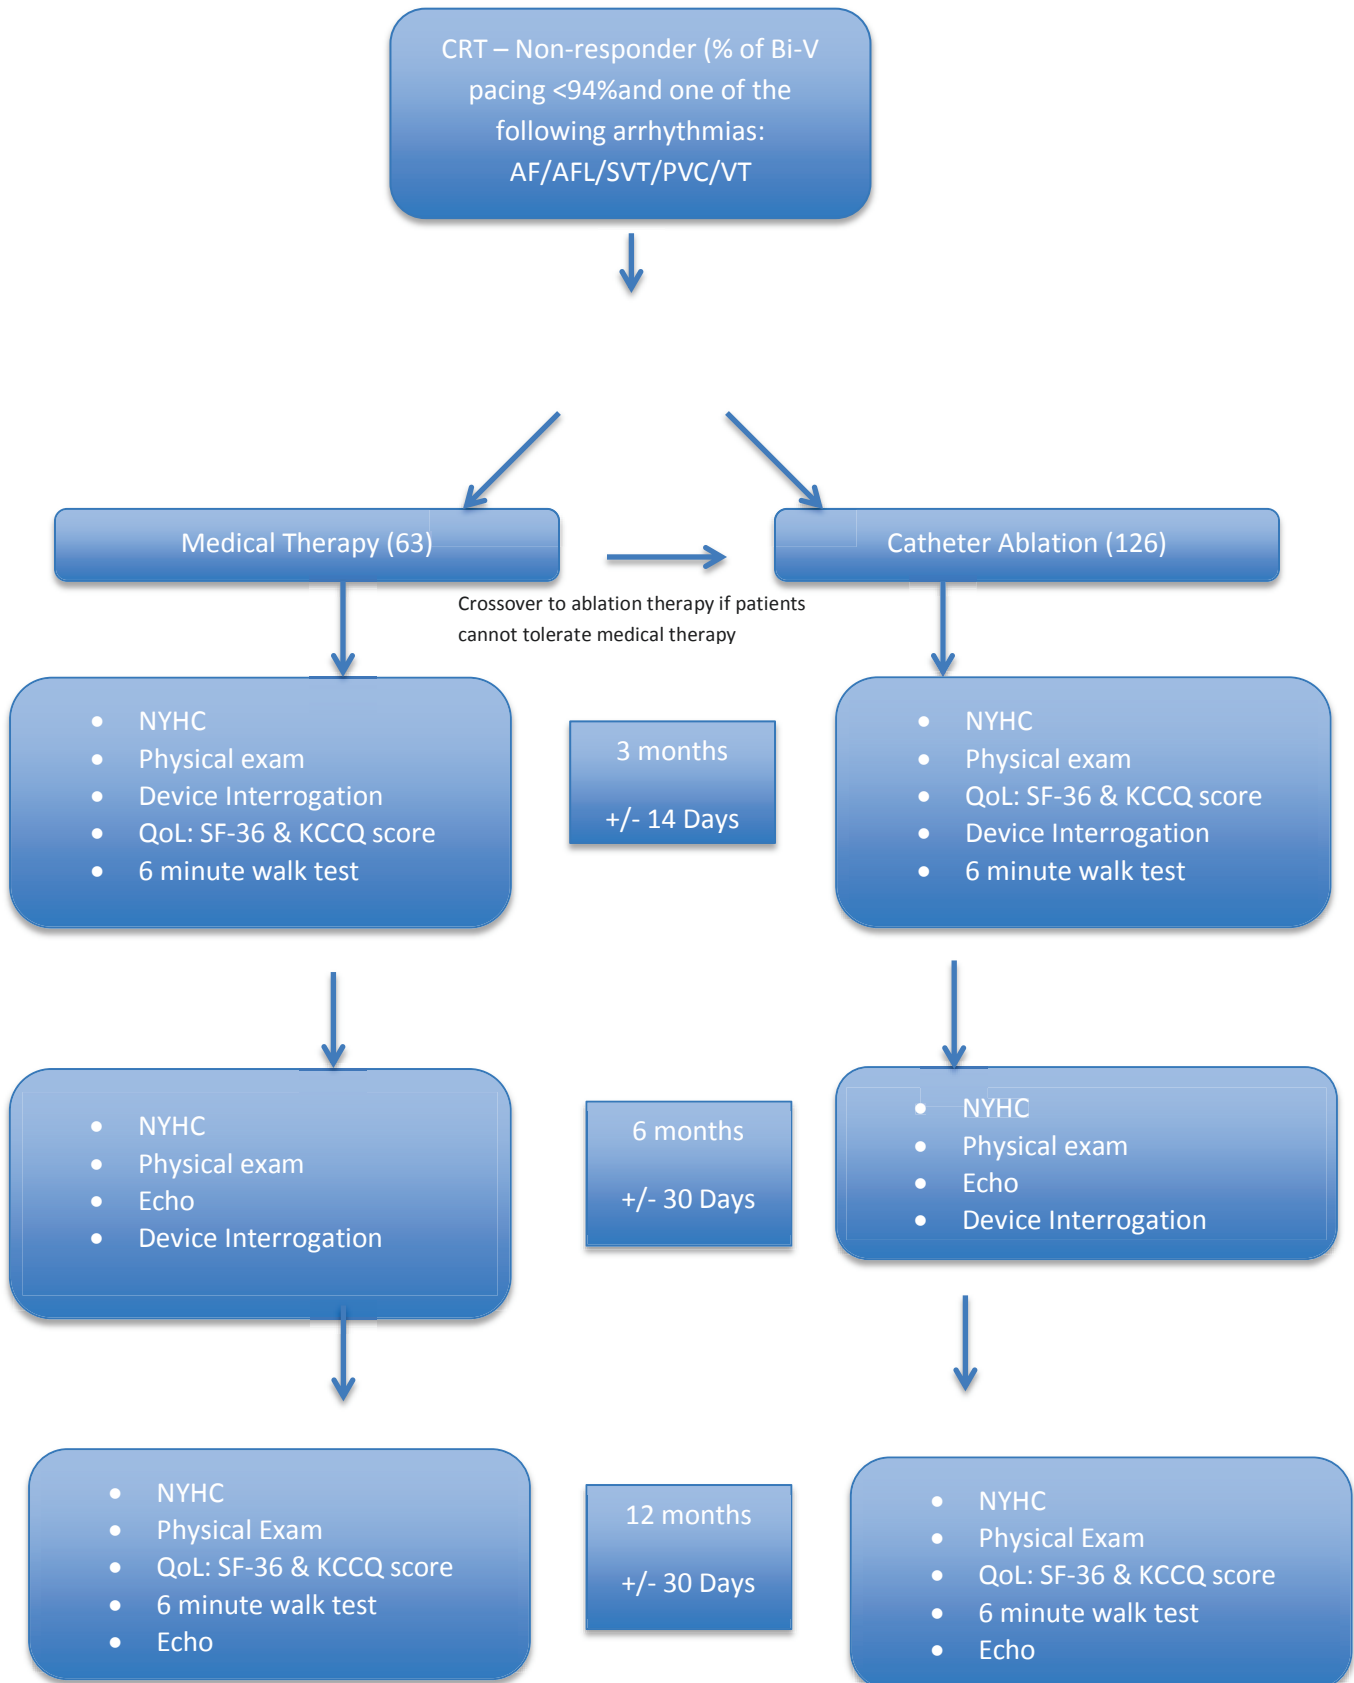 CRT – Non-responder (% of Bi-V
pacing <94%and one of the
following arrhythmias:
AF/AFL/SVT/PVC/VT
Medical Therapy (63)
Catheter Ablation (126)
Crossover to ablation therapy if patients
cannot tolerate medical therapy
• NYHC
• Physical exam
• Device Interrogation
• QoL: SF-36 & KCCQ score
• 6 minute walk test
3 months
+/- 14 Days
• NYHC
• Physical exam
• QoL: SF-36 & KCCQ score
• Device Interrogation
• 6 minute walk test
• NYHC
• Physical exam
• Echo
• Device Interrogation
6 months
+/- 30 Days
• NYHC
• Physical exam
• Echo
• Device Interrogation
• NYHC
• Physical Exam
• QoL: SF-36 & KCCQ score
• 6 minute walk test
• Echo
12 months
+/- 30 Days
• NYHC
• Physical Exam
• QoL: SF-36 & KCCQ score
• 6 minute walk test
• Echo